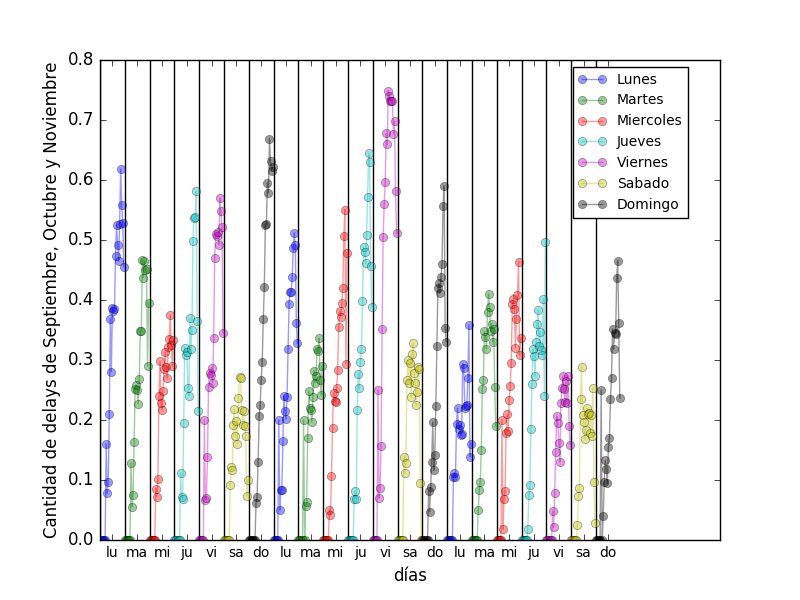 Cantidad de delays de Septiembre, Octubre y Noviembre
0.8
0.7
0.6
0.5
0.4
0.3
0.2
0.1
0.0
Lunes
Martes
Miercoles
Jueves
Viernes
Sabado
Domingo
lu ma mi ju vi sa do lu ma mi ju vi sa do lu ma mi ju vi sa do
días